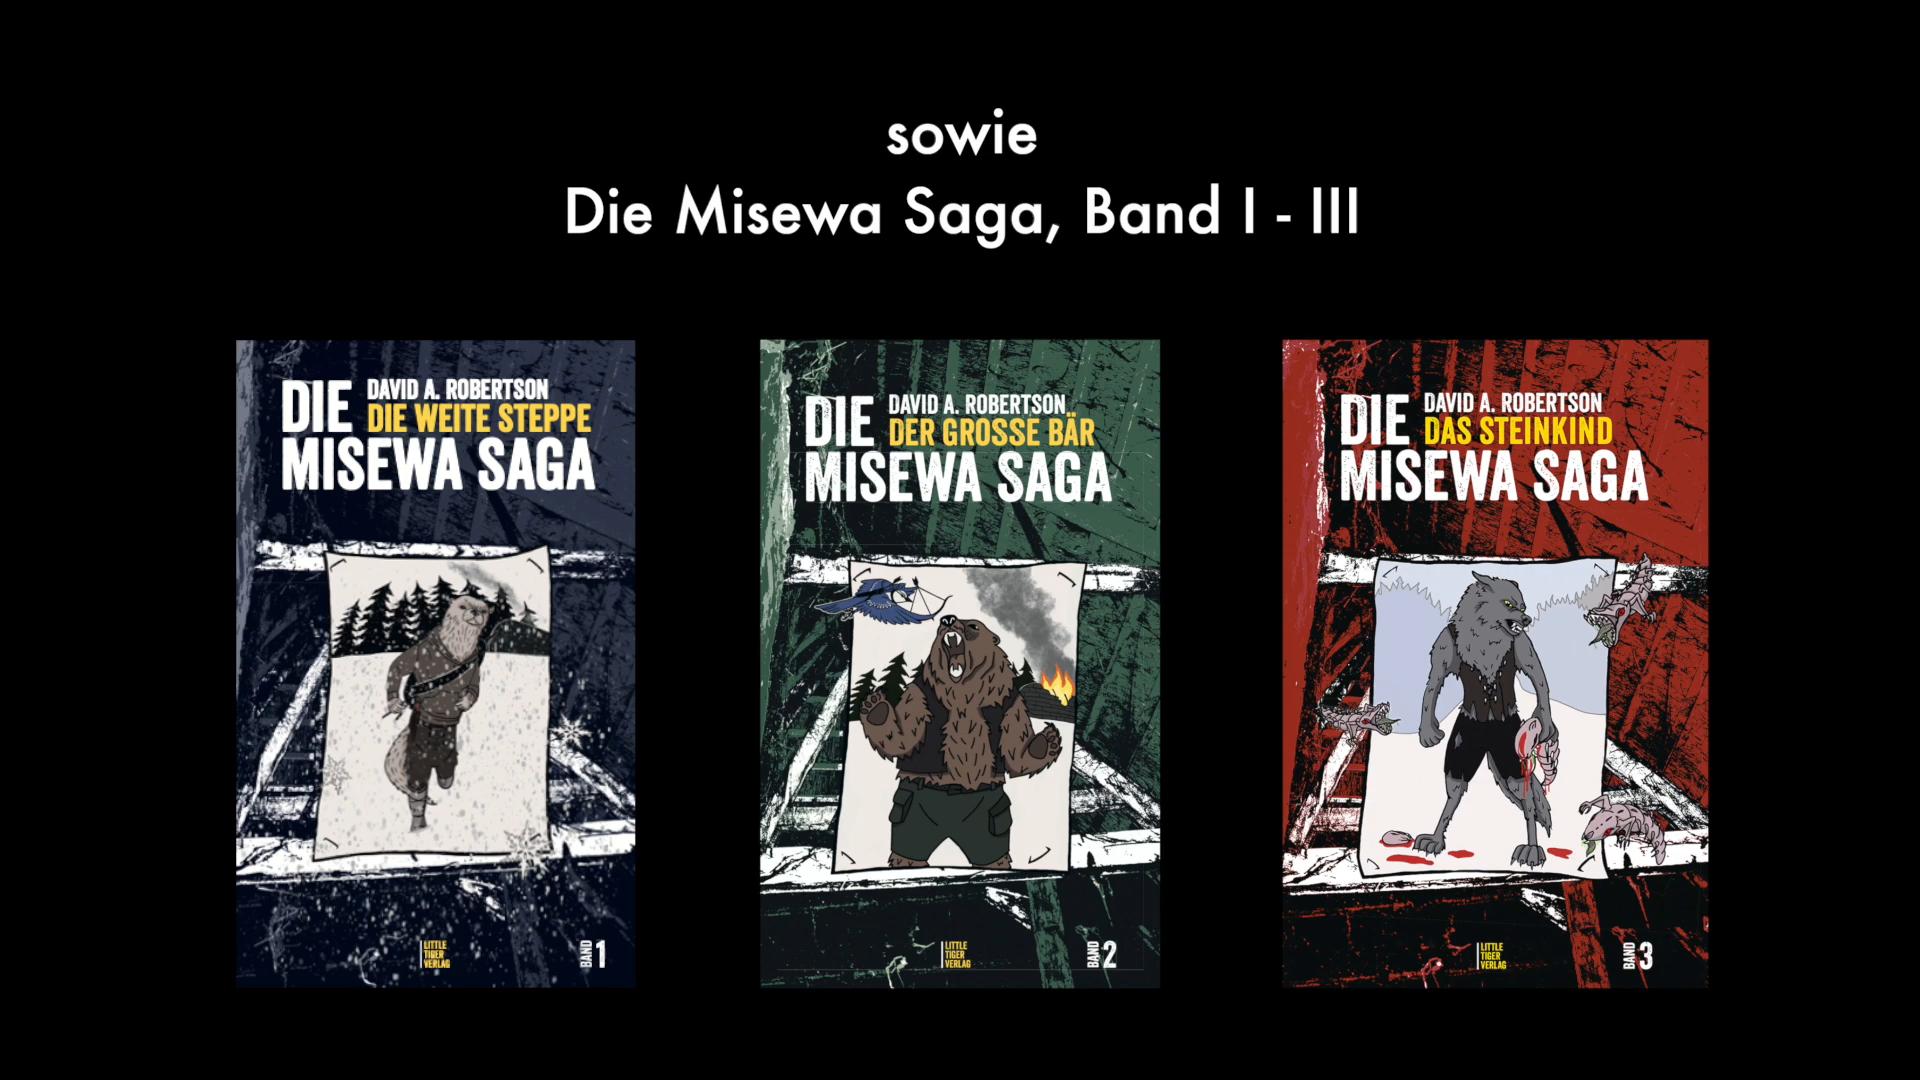 sowie
Die Misewa Saga, Band I - III
DIE
DAVID A. ROBERTSON
DIE WEITE STEPPE
MISEWA SAGA
LITTLE
TIGER
VERLAG
BAND 1
DIE
DAVID A. ROBERTSON
DER GROSSE BÄR
MISEWA SAGA
LITTLE
TIGER
VERLAG
BAND 2
DIE
DAVID A. ROBERTSON
DAS STEINKIND
MISEWA SAGA
LITTLE
TIGER
VERLAG
BAND 3